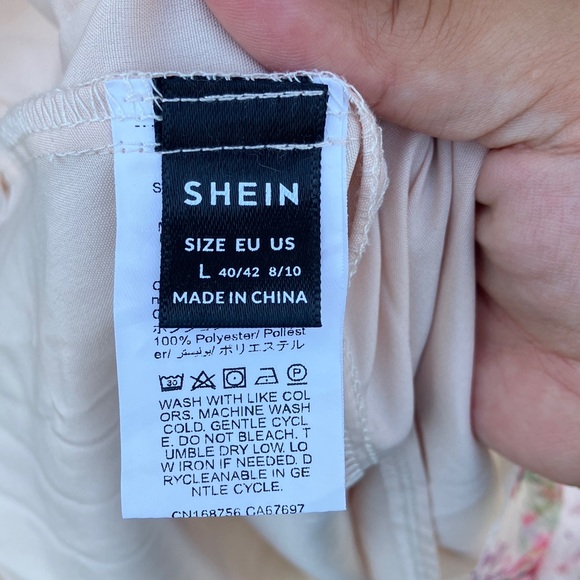 SHEIN
SIZE EU US
L 40/42 8/10
MADE IN CHINA
100% Polyester/ Poliést
er/ بوليستر/ ポリエステル
30
P
WASH WITH LIKE COL
ORS. MACHINE WASH
COLD. GENTLE CYCL
E. DO NOT BLEACH. T
UMBLE DRY LOW. LO
W IRON IF NEEDED. D
RYCLEANABLE IN GE
NTLE CYCLE.
CN168756 CA67697